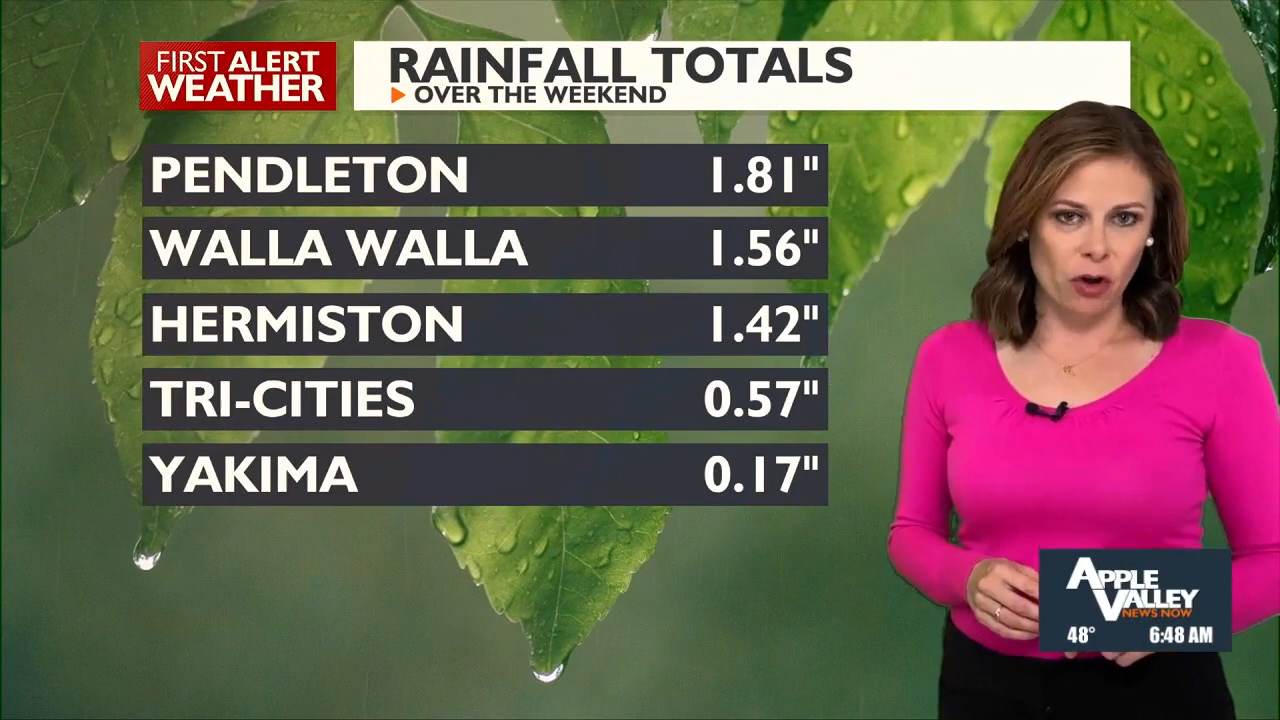 FIRST ALERT
WEATHER
RAINFALL TOTALS
OVER THE WEEKEND
PENDLETON 1.81"
WALLA WALLA 1.56"
HERMISTON 1.42"
TRI-CITIES 0.57"
YAKIMA 0.17"
APPLE
VALLEY
NEWS NOW
48° 6:48 AM